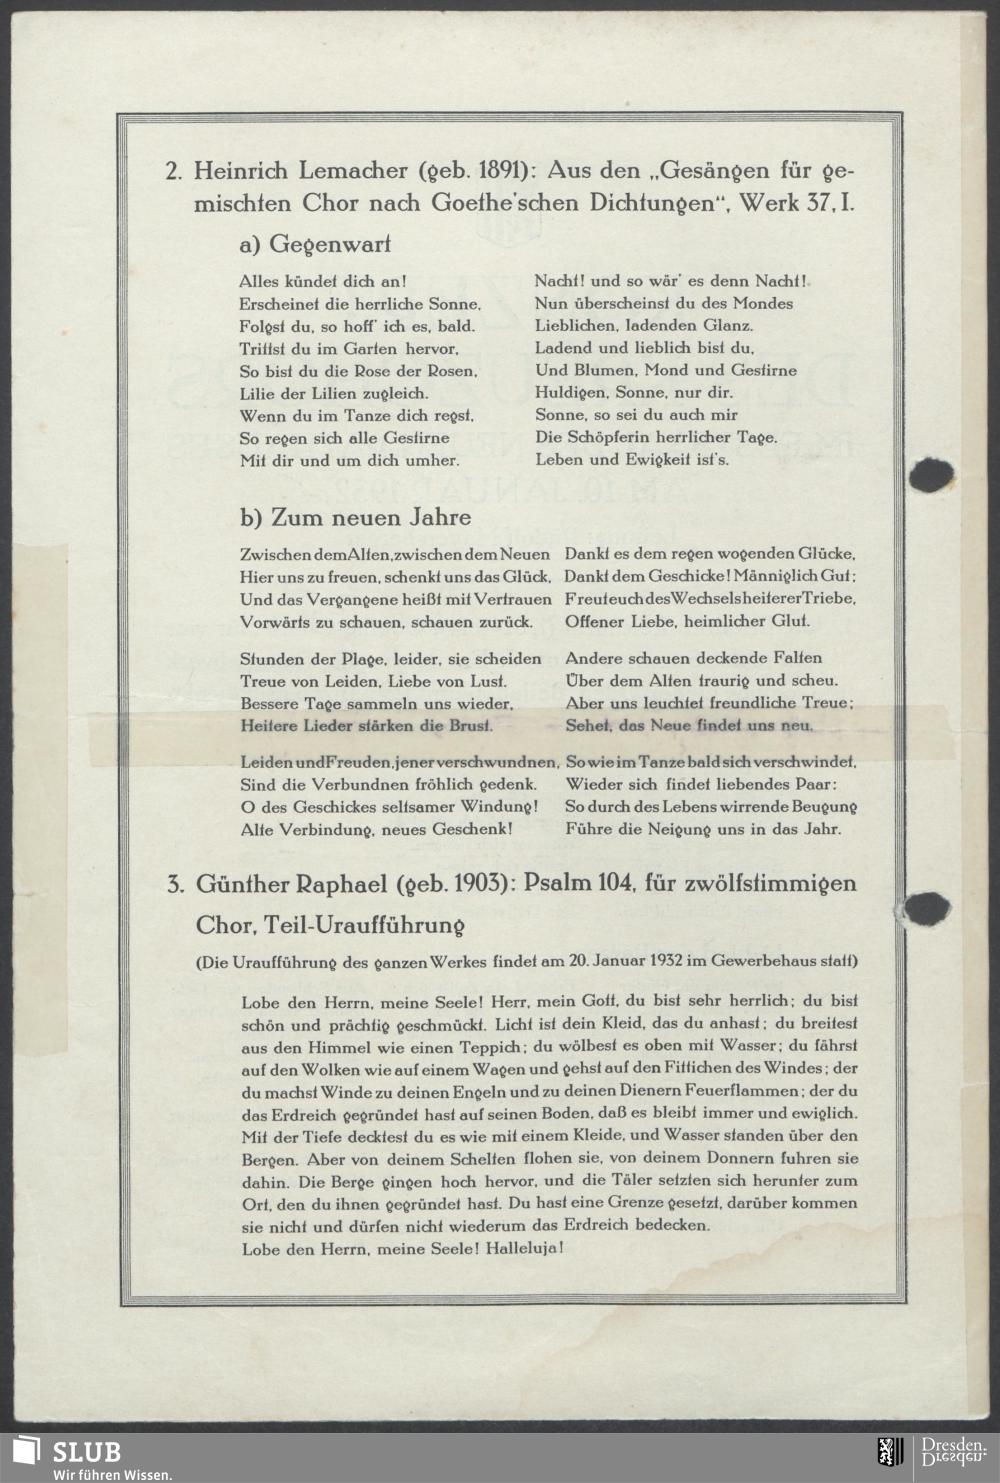 2. Heinrich Lemacher (geb. 1891): Aus den „Gesängen für ge-
mischten Chor nach Goethe'schen Dichtungen“, Werk 37, I.
a) Gegenwart
Alles kündet dich an!
Erscheinet die herrliche Sonne,
Folgst du, so hoff' ich es, bald.
Trittst du im Garten hervor,
So bist du die Rose der Rosen,
Lilie der Lilien zugleich.
Wenn du im Tanze dich regst,
So regen sich alle Gestirne
Mit dir und um dich umher.
Nacht! und so wär' es denn Nacht!
Nun überscheinst du des Mondes
Lieblichen, ladenden Glanz.
Ladend und lieblich bist du,
Und Blumen, Mond und Gestirne
Huldigen, Sonne, nur dir.
Sonne, so sei du auch mir
Die Schöpferin herrlicher Tage.
Leben und Ewigkeit ist's.
b) Zum neuen Jahre
Zwischen dem Alten, zwischen dem Neuen
Hier uns zu freuen, schenkt uns das Glück,
Und das Vergangene heißt mit Vertrauen
Vorwärts zu schauen, schauen zurück.
Stunden der Plage, leider, sie scheiden
Treue von Leiden, Liebe von Lust.
Bessere Tage sammeln uns wieder,
Heitere Lieder stärken die Brust.
Leiden und Freuden, jener verschwundnen,
Sind die Verbundnen fröhlich gedenk.
O des Geschickes seltsamer Windung!
Alte Verbindung, neues Geschenk!
Dankt es dem regen wogenden Glücke,
Dankt dem Geschicke! Männiglich Gut;
Freut euch des Wechsels heiterer Triebe,
Offener Liebe, heimlicher Glut.
Andere schauen deckende Falten
Über dem Alten traurig und scheu.
Aber uns leuchtet freundliche Treue;
Sehet, das Neue findet uns neu.
So wie im Tanze bald sich verschwindet,
Wieder sich findet liebendes Paar:
So durch des Lebens wirrende Beugung
Führe die Neigung uns in das Jahr.
3. Günther Raphael (geb. 1903): Psalm 104, für zwölfstimmigen
Chor, Teil-Uraufführung
(Die Uraufführung des ganzen Werkes findet am 20. Januar 1932 im Gewerbehaus statt)
Lobe den Herrn, meine Seele! Herr, mein Gott, du bist sehr herrlich; du bist
schön und prächtig geschmückt. Licht ist dein Kleid, das du anhast; du breitest
aus den Himmel wie einen Teppich; du wölbest es oben mit Wasser; du fährst
auf den Wolken wie auf einem Wagen und gehst auf den Fittichen des Windes; der
du machst Winde zu deinen Engeln und zu deinen Dienern Feuerflammen; der du
das Erdreich gegründet hast auf seinen Boden, daß es bleibt immer und ewiglich.
Mit der Tiefe decktest du es wie mit einem Kleide, und Wasser standen über den
Bergen. Aber von deinem Schelten flohen sie, von deinem Donnern fuhren sie
dahin. Die Berge gingen hoch hervor, und die Täler setzten sich herunter zum
Ort, den du ihnen gegründet hast. Du hast eine Grenze gesetzt, darüber kommen
sie nicht und dürfen nicht wiederum das Erdreich bedecken.
Lobe den Herrn, meine Seele! Halleluja!
SLUB
Wir führen Wissen.
Dresden.
Dresden.